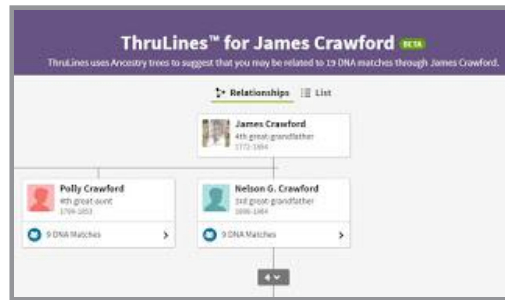 ThruLines™ for James Crawford BETA
ThruLines uses Ancestry trees to suggest that you may be related to 19 DNA matches through James Crawford.
Relationships List
James Crawford
4th great-grandfather
Polly Crawford
4th great-aunt
9 DNA Matches
Nelson G. Crawford
3rd great-grandfather
9 DNA Matches
4